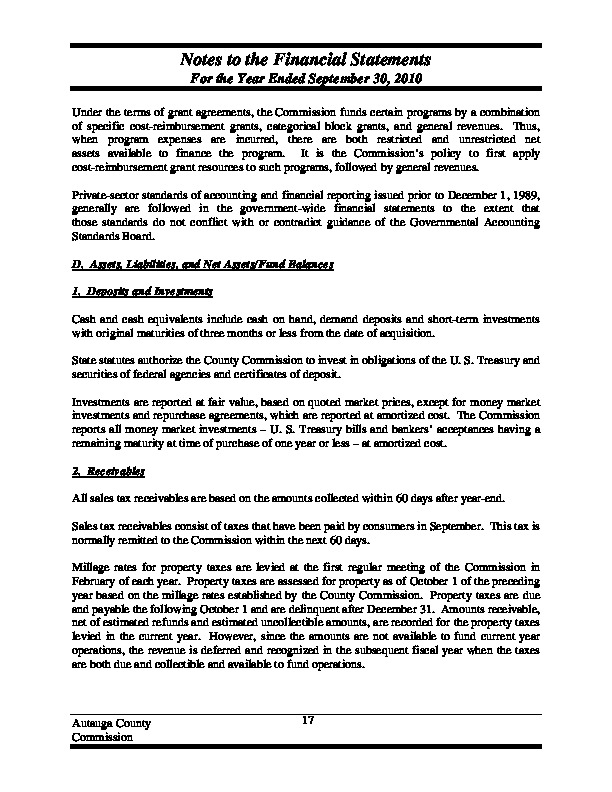 Notes to the Financial Statements
For the Year Ended September 30, 2010
Under the terms of grant agreements, the Commission funds certain programs by a combination
of specific cost-reimbursement grants, categorical block grants, and general revenues. Thus,
when program expenses are incurred, there are both restricted and unrestricted net
assets available to finance the program. It is the Commission's policy to first apply
cost-reimbursement grant resources to such programs, followed by general revenues.
Private-sector standards of accounting and financial reporting issued prior to December 1, 1989,
generally are followed in the government-wide financial statements to the extent that
those standards do not conflict with or contradict guidance of the Governmental Accounting
Standards Board.
D. Assets, Liabilities, and Net Assets/Fund Balances
1. Deposits and Investments
Cash and cash equivalents include cash on hand, demand deposits and short-term investments
with original maturities of three months or less from the date of acquisition.
State statutes authorize the County Commission to invest in obligations of the U. S. Treasury and
securities of federal agencies and certificates of deposit.
Investments are reported at fair value, based on quoted market prices, except for money market
investments and repurchase agreements, which are reported at amortized cost. The Commission
reports all money market investments – U. S. Treasury bills and bankers' acceptances having a
remaining maturity at time of purchase of one year or less – at amortized cost.
2. Receivables
All sales tax receivables are based on the amounts collected within 60 days after year-end.
Sales tax receivables consist of taxes that have been paid by consumers in September. This tax is
normally remitted to the Commission within the next 60 days.
Millage rates for property taxes are levied at the first regular meeting of the Commission in
February of each year. Property taxes are assessed for property as of October 1 of the preceding
year based on the millage rates established by the County Commission. Property taxes are due
and payable the following October 1 and are delinquent after December 31. Amounts receivable,
net of estimated refunds and estimated uncollectible amounts, are recorded for the property taxes
levied in the current year. However, since the amounts are not available to fund current year
operations, the revenue is deferred and recognized in the subsequent fiscal year when the taxes
are both due and collectible and available to fund operations.
Autauga County
Commission
17